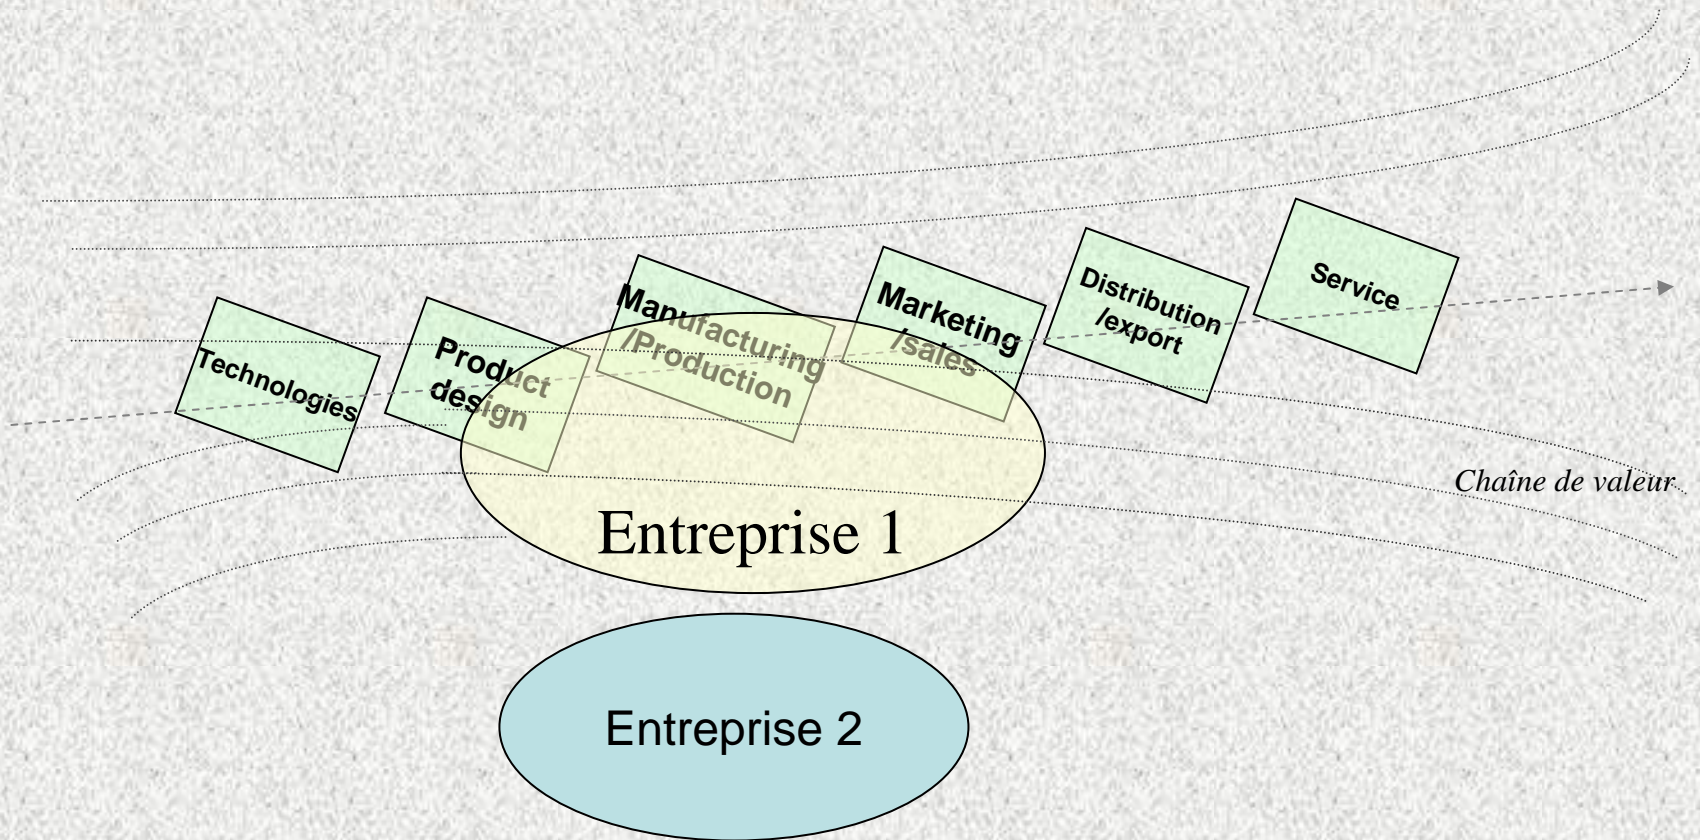 Technologies
Product
design
Manufacturing
/Production
Marketing
/sales
Distribution
/export
Service
Chaîne de valeur
Entreprise 1
Entreprise 2